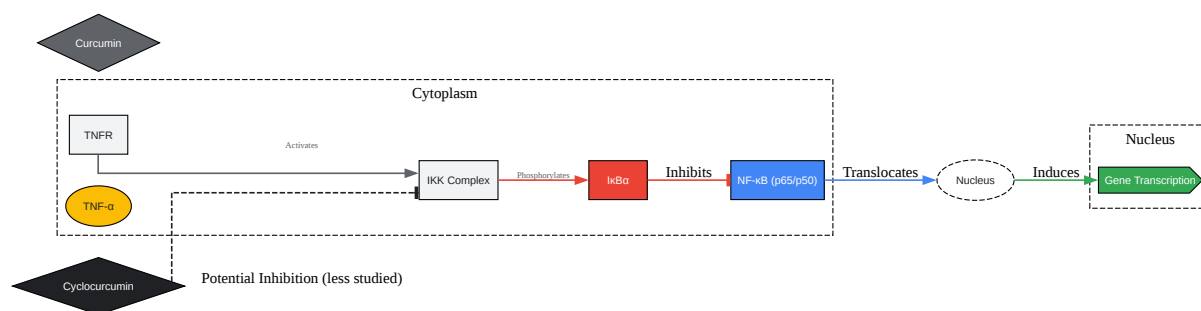 Curcumin
Cytoplasm
TNFR
Activates
IKK Complex
Phosphorylates
IκBα
Inhibits
NF-κB (p65/p50)
Translocates
Nucleus
Induces
Nucleus
Gene Transcription
TNF-α
Cyclocurcumin
Potential Inhibition (less studied)